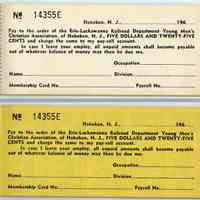 No 14355E
Hoboken, N. J., 196
Pay to the order of the Erie-Lackawanna Railroad Department Young Men's
Christian Association, of Hoboken, N. J., FIVE DOLLARS AND TWENTY-FIVE
CENTS and charge the same to my pay-roll account.
In case I leave your employ, all unpaid amounts shall become payable
out of whatever balance of money may then be due me.
Occupation
Name Division
Membership Card No. Payroll No.
No 14355E
Hoboken, N. J., 196
Pay to the order of the Erie-Lackawanna Railroad Department Young Men's
Christian Association, of Hoboken, N. J., FIVE DOLLARS AND TWENTY-FIVE
CENTS and charge the same to my pay-roll account.
In case I leave your employ, all unpaid amounts shall become payable
out of whatever balance of money may then be due me.
Occupation
Name Division
Membership Card No. Payroll No.